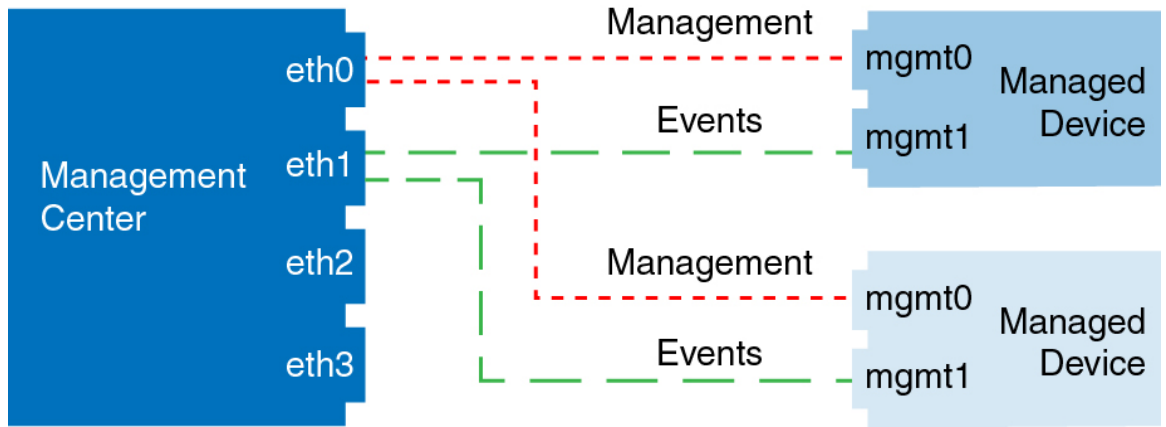 Management
Center
eth0
eth1
eth2
eth3
Management
Events
Management
Events
mgmt0
mgmt1
Managed
Device
mgmt0
mgmt1
Managed
Device